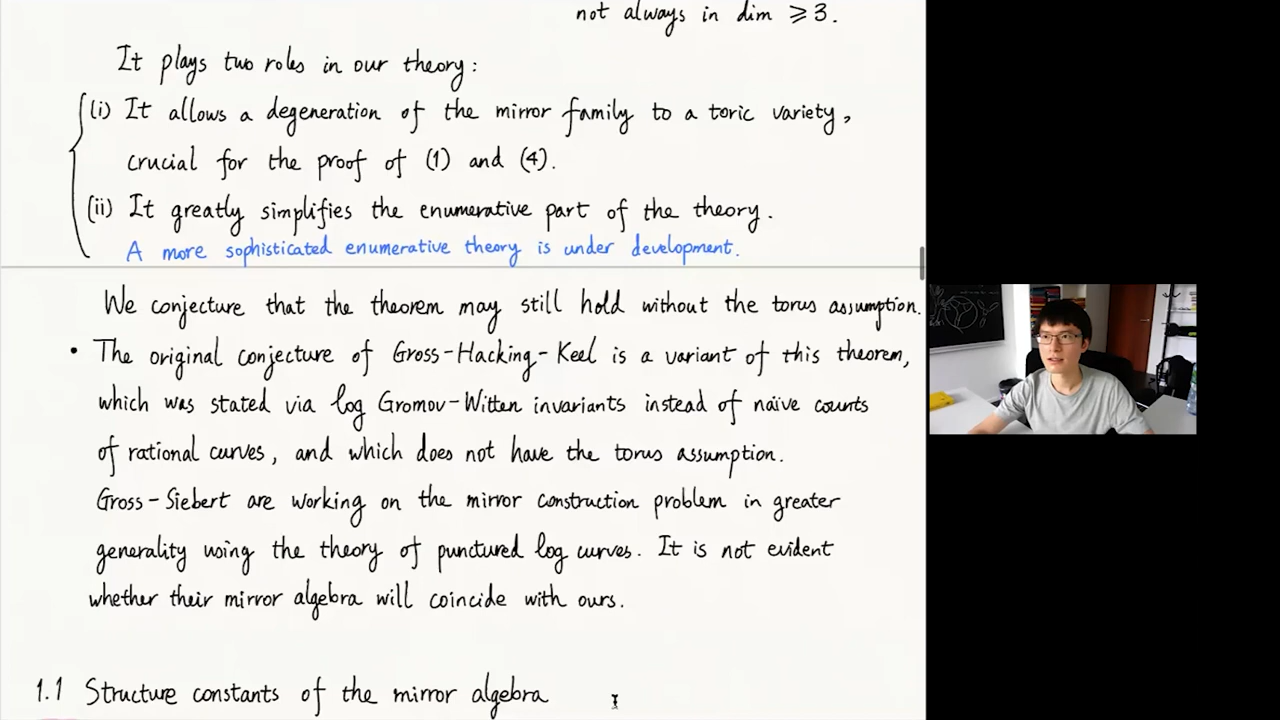 not always in dim ⩾3.
It plays two roles in our theory:
(i) It allows a degeneration of the mirror family to a toric variety,
crucial for the proof of (1) and (4).
(ii) It greatly simplifies the enumerative part of the theory.
A more sophisticated enumerative theory is under development.
We conjecture that the theorem may still hold without the torus assumption.
• The original conjecture of Gross-Hacking-Keel is a variant of this theorem,
which was stated via log Gromov-Witten invariants instead of naïve counts
of rational curves, and which does not have the torus assumption.
Gross-Siebert are working on the mirror construction problem in greater
generality using the theory of punctured log curves. It is not evident
whether their mirror algebra will coincide with ours.
1.1 Structure constants of the mirror algebra